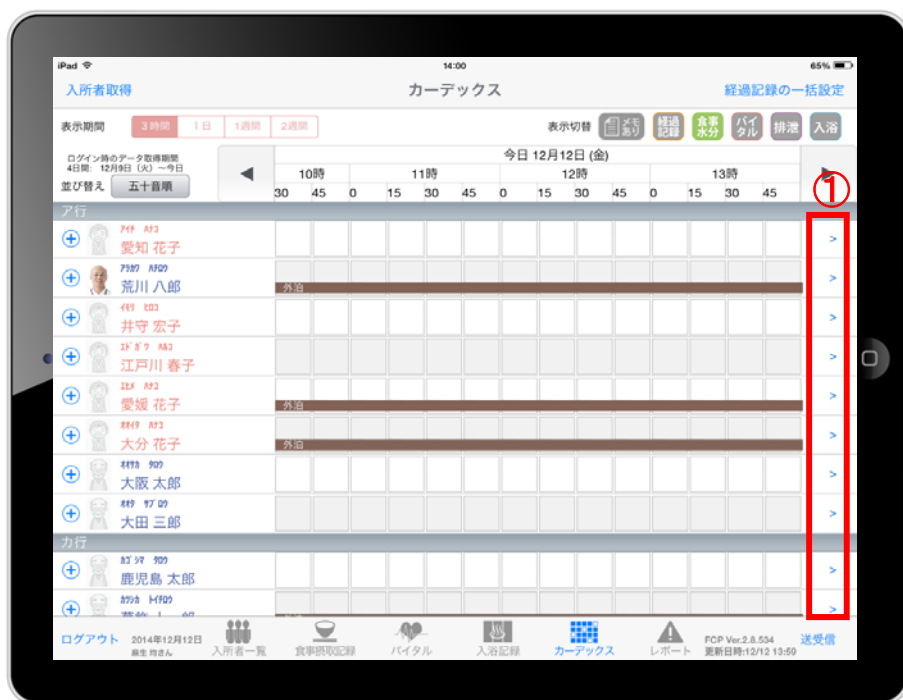 iPad 14:00 65%
入所者取得 カーデックス 経過記録の一括設定
表示期間 3時間 1日 1週間 2週間 表示切替 メモあり 経過記録 食事水分 バイタル 排泄 入浴
ログイン時のデータ取得期間
4日間: 12月9日（火）～今日
並び替え 五十音順
◀ 今日 12月12日 (金)
10時 11時 12時 13時
30 45 0 15 30 45 0 15 30 45 0 15 30 45
①
ア行
ｱｲﾁ ﾊﾅｺ
愛知 花子 >
ｱﾗｶﾜ ﾊﾁﾛｳ
荒川 八郎 外泊 >
ｲﾓﾘ ﾋﾛｺ
井守 宏子 >
ｴﾄﾞｶﾞﾜ ﾊﾙｺ
江戸川 春子 >
ｴﾋﾒ ﾊﾅｺ
愛媛 花子 外泊 >
ｵｵｲﾀ ﾊﾅｺ
大分 花子 外泊 >
ｵｵｻｶ ﾀﾛｳ
大阪 太郎 >
ｵｵﾀ ｻﾌﾞﾛｳ
大田 三郎 >
カ行
ｶｺﾞｼﾏ ﾀﾛｳ
鹿児島 太郎 >
ｶﾂｼｶ ﾄｲﾁﾛｳ
>
ログアウト 2014年12月12日
麻生 均さん
入所者一覧 食事摂取記録 バイタル 入浴記録 カーデックス レポート
FCP Ver.2.8.534
更新日時:12/12 13:59
送受信